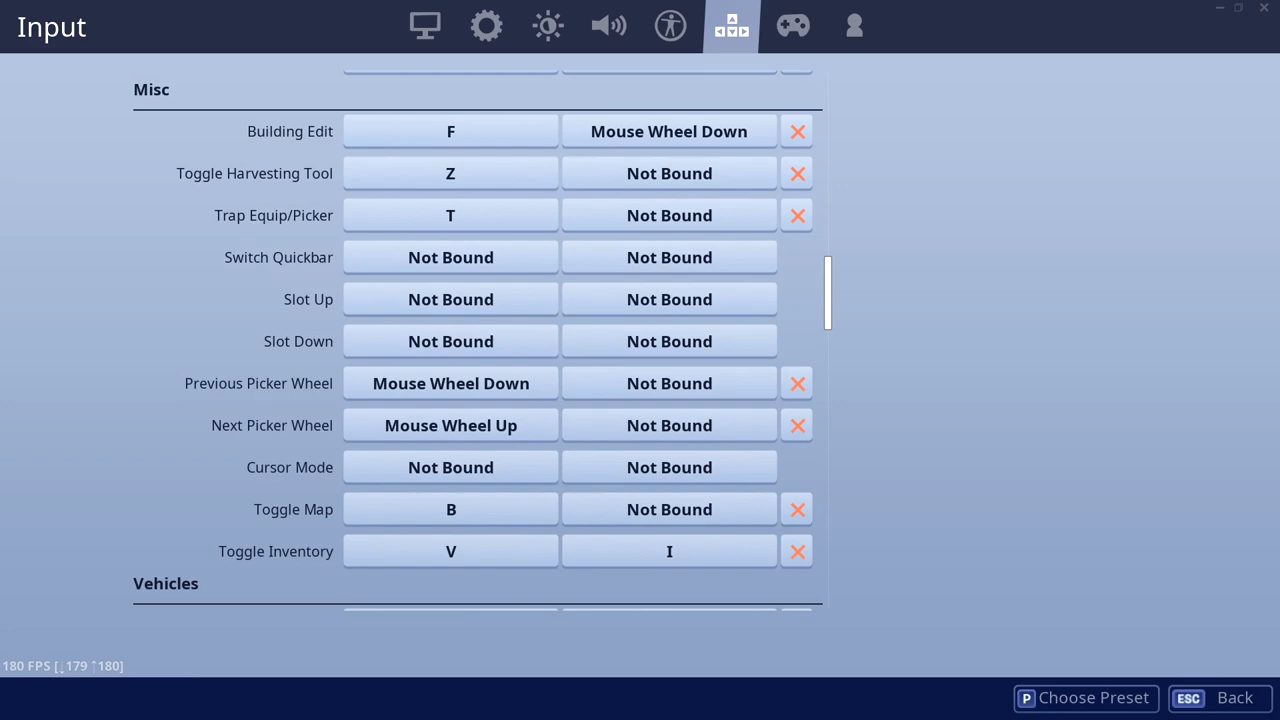 Input
Misc
Building Edit F Mouse Wheel Down
Toggle Harvesting Tool Z Not Bound
Trap Equip/Picker T Not Bound
Switch Quickbar Not Bound Not Bound
Slot Up Not Bound Not Bound
Slot Down Not Bound Not Bound
Previous Picker Wheel Mouse Wheel Down Not Bound
Next Picker Wheel Mouse Wheel Up Not Bound
Cursor Mode Not Bound Not Bound
Toggle Map B Not Bound
Toggle Inventory V I
Vehicles
180 FPS [↓179 ↑180]
P Choose Preset ESC Back